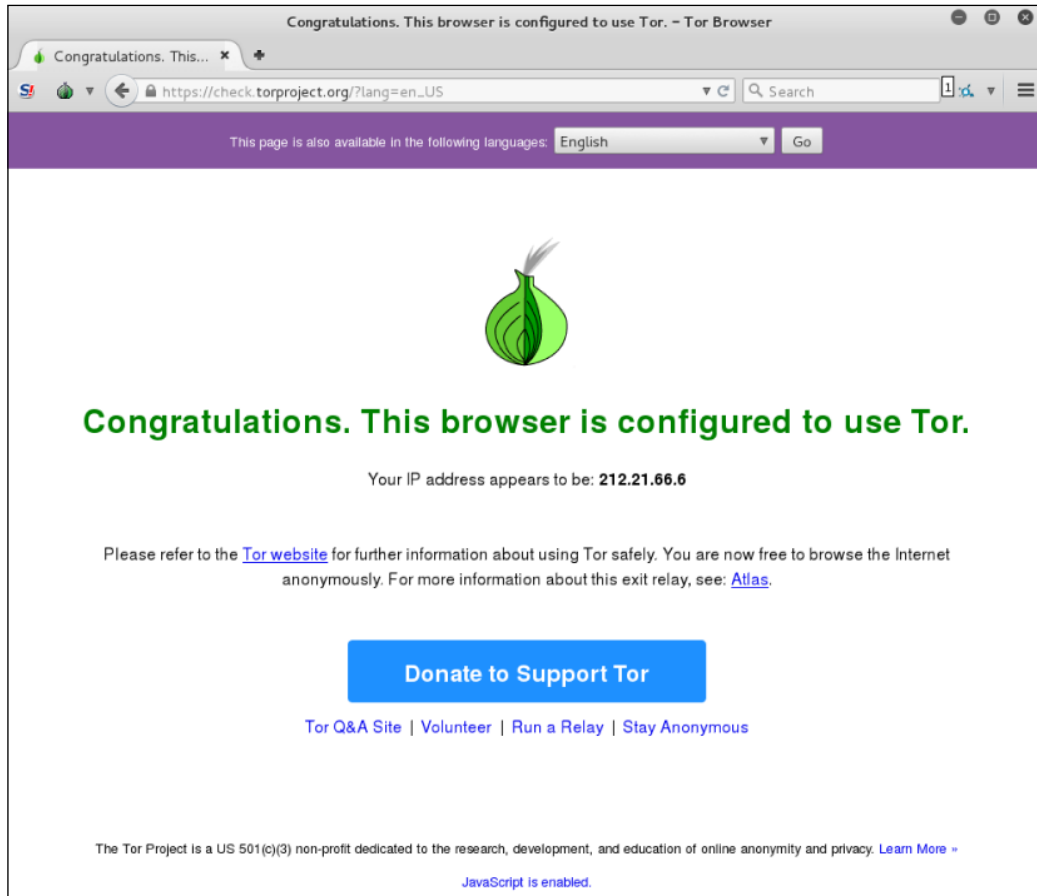 Congratulations. This browser is configured to use Tor. – Tor Browser
Congratulations. This...
https://check.torproject.org/?lang=en_US
Search
1
This page is also available in the following languages: English Go
Congratulations. This browser is configured to use Tor.
Your IP address appears to be: 212.21.66.6
Please refer to the Tor website for further information about using Tor safely. You are now free to browse the Internet
anonymously. For more information about this exit relay, see: Atlas.
Donate to Support Tor
Tor Q&A Site | Volunteer | Run a Relay | Stay Anonymous
The Tor Project is a US 501(c)(3) non-profit dedicated to the research, development, and education of online anonymity and privacy. Learn More »
JavaScript is enabled.